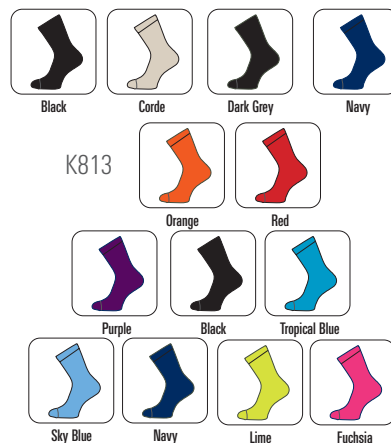 Black Corde Dark Grey Navy
K813
Orange Red
Purple Black Tropical Blue
Sky Blue Navy Lime Fuchsia